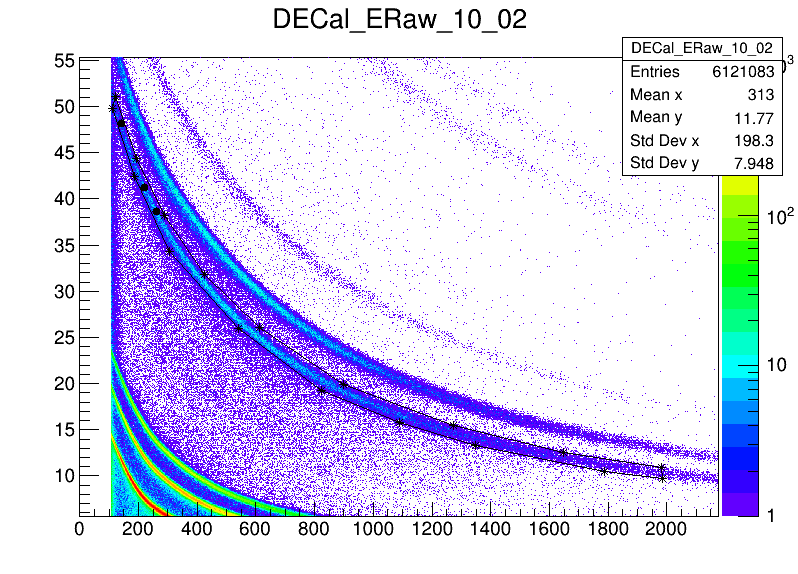 DECal_ERaw_10_02
DECal_ERaw_10_02
Entries 6121083
Mean x 313
Mean y 11.77
Std Dev x 198.3
Std Dev y 7.948
55
50
45
40
35
30
25
20
15
10
0 200 400 600 800 1000 1200 1400 1600 1800 2000
10²
10
1